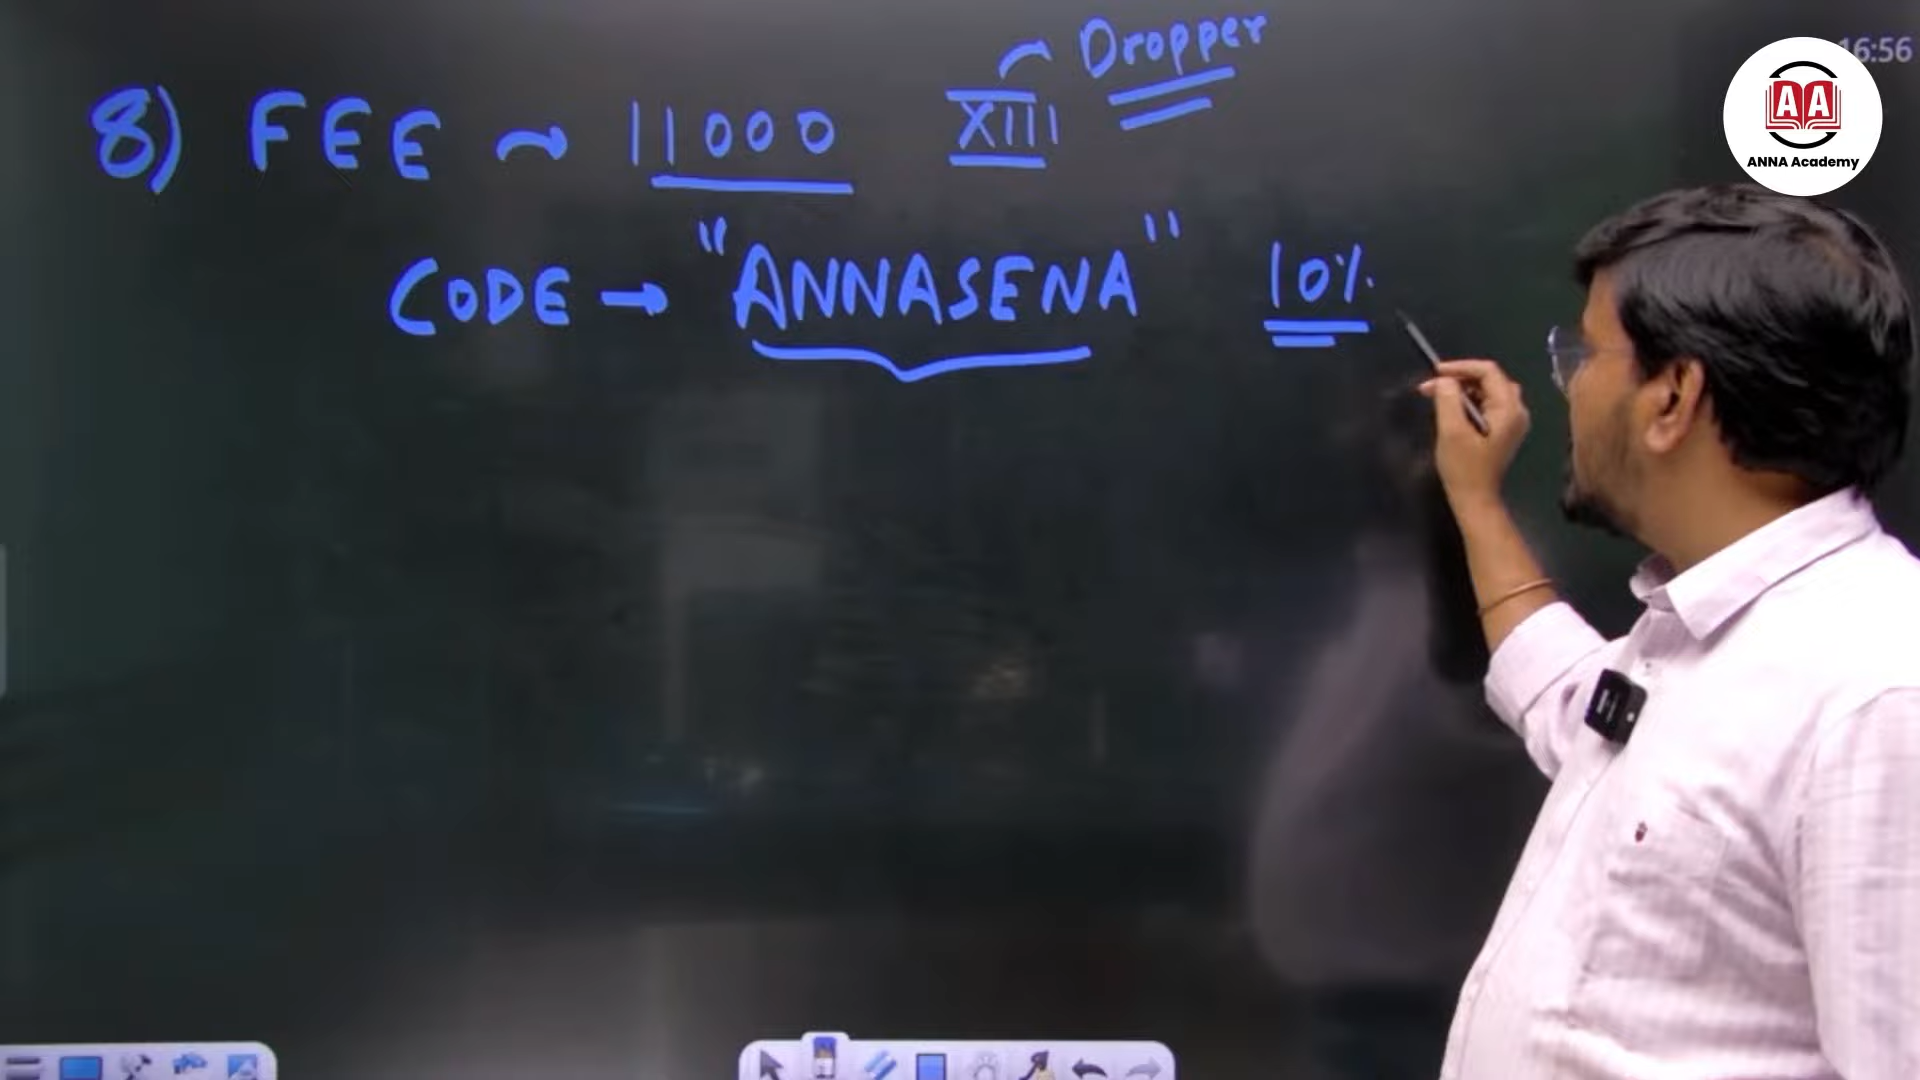 Dropper
8) FEE → 11000 XIII
CODE → "ANNASENA" 10%
16:56
AA
ANNA Academy